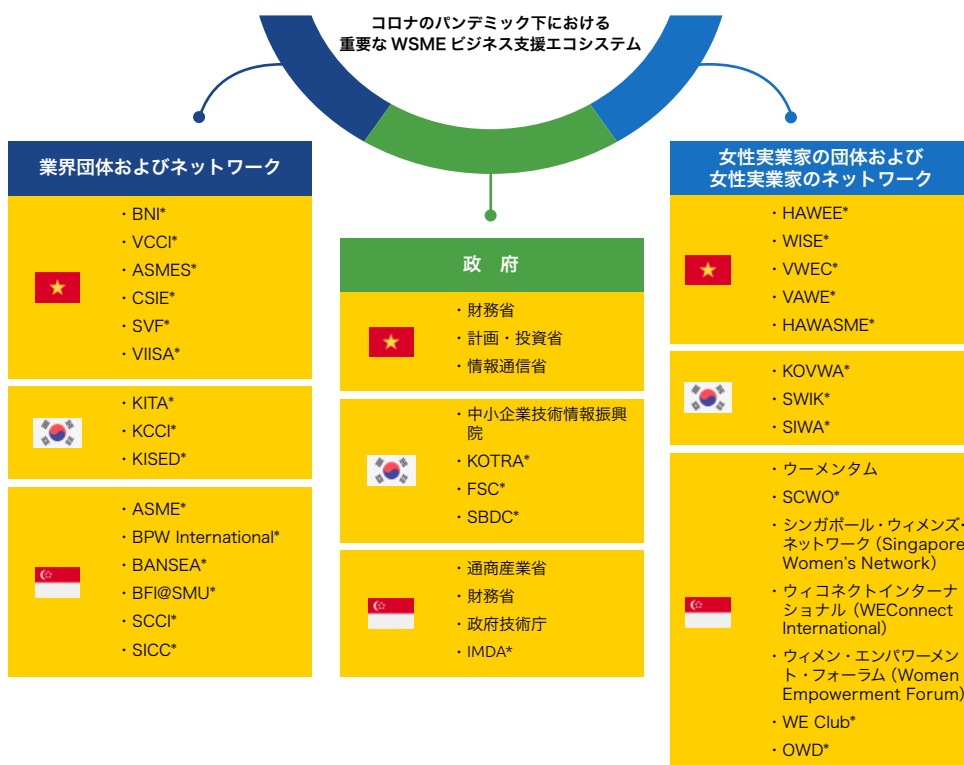 コロナのパンデミック下における
重要な WSME ビジネス支援エコシステム
業界団体およびネットワーク
・BNI*
・VCCI*
・ASMES*
・CSIE*
・SVF*
・VIISA*
・KITA*
・KCCI*
・KISED*
・ASME*
・BPW International*
・BANSEA*
・BFI@SMU*
・SCCI*
・SICC*
政 府
・財務省
・計画・投資省
・情報通信省
・中小企業技術情報振興
院
・KOTRA*
・FSC*
・SBDC*
・通商産業省
・財務省
・政府技術庁
・IMDA*
女性実業家の団体および
女性実業家のネットワーク
・HAWEE*
・WISE*
・VWEC*
・VAWE*
・HAWASME*
・KOVWA*
・SWIK*
・SIWA*
・ウーメンタム
・SCWO*
・シンガポール・ウィメンズ・
ネットワーク（Singapore
Women's Network）
・ウィコネクトインターナ
ショナル（WEConnect
International）
・ウィメン・エンパワーメン
ト・フォーラム（Women
Empowerment Forum）
・WE Club*
・OWD*